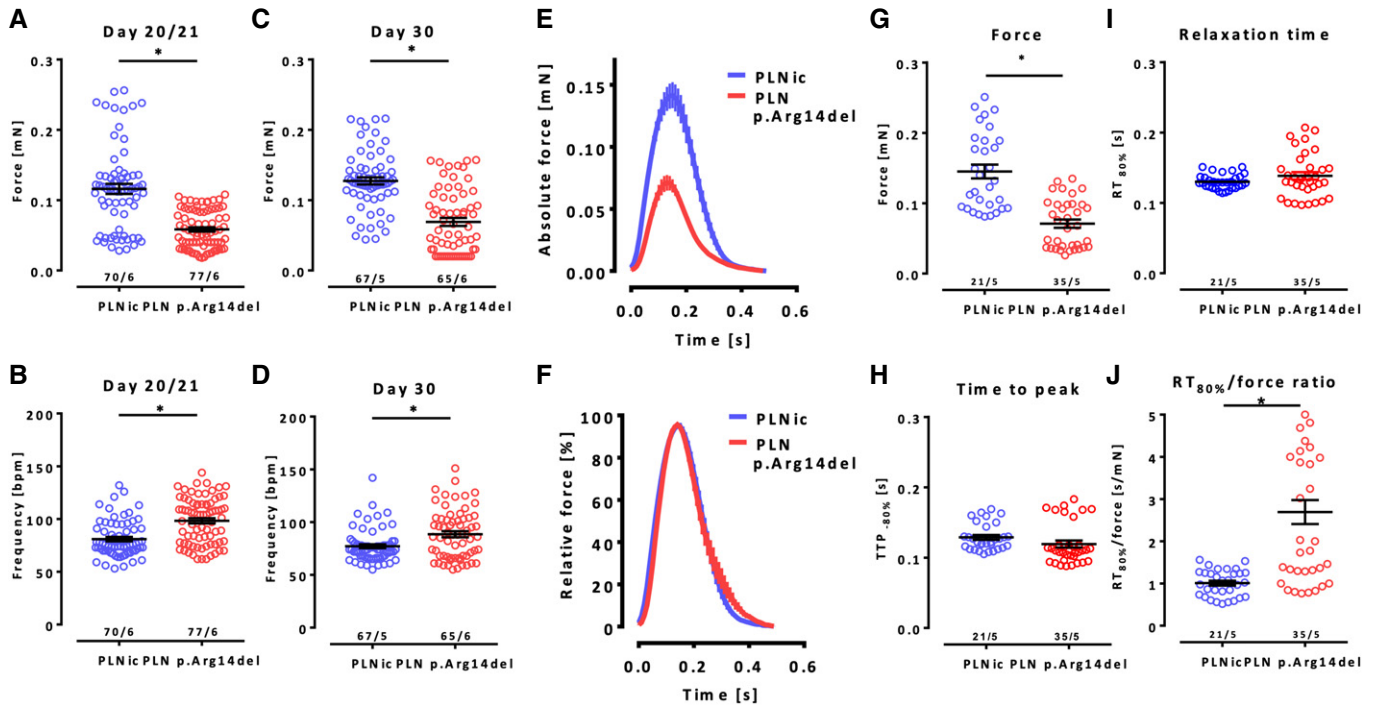 A
Day 20/21
*
Force [mN]
0.3
0.2
0.1
0.0
70/6
77/6
PLNic PLN p.Arg14del
C
Day 30
*
Force [mN]
0.3
0.2
0.1
0.0
67/5
65/6
PLNic PLN p.Arg14del
E
Absolute force [mN]
0.15
0.10
0.05
0.00
0.0 0.2 0.4 0.6
Time [s]
PLNic
PLN
p.Arg14del
G
Force
*
Force [mN]
0.3
0.2
0.1
0.0
21/5
35/5
PLNic PLN p.Arg14del
I
Relaxation time
RT 80% [s]
0.3
0.2
0.1
0.0
21/5
35/5
PLNic PLN p.Arg14del
B
Day 20/21
*
Frequency [bpm]
200
150
100
50
0
70/6
77/6
PLNic PLN p.Arg14del
D
Day 30
*
Frequency [bpm]
200
150
100
50
0
67/5
65/6
PLNic PLN p.Arg14del
F
Relative force [%]
100
80
60
40
20
0
0.0 0.2 0.4 0.6
Time [s]
PLNic
PLN
p.Arg14del
H
Time to peak
TTP -80% [s]
0.3
0.2
0.1
0.0
21/5
35/5
PLNic PLN p.Arg14del
J
RT80%/force ratio
*
RT80%/force [s/mN]
5
4
3
2
1
0
21/5
35/5
PLNic PLN p.Arg14del